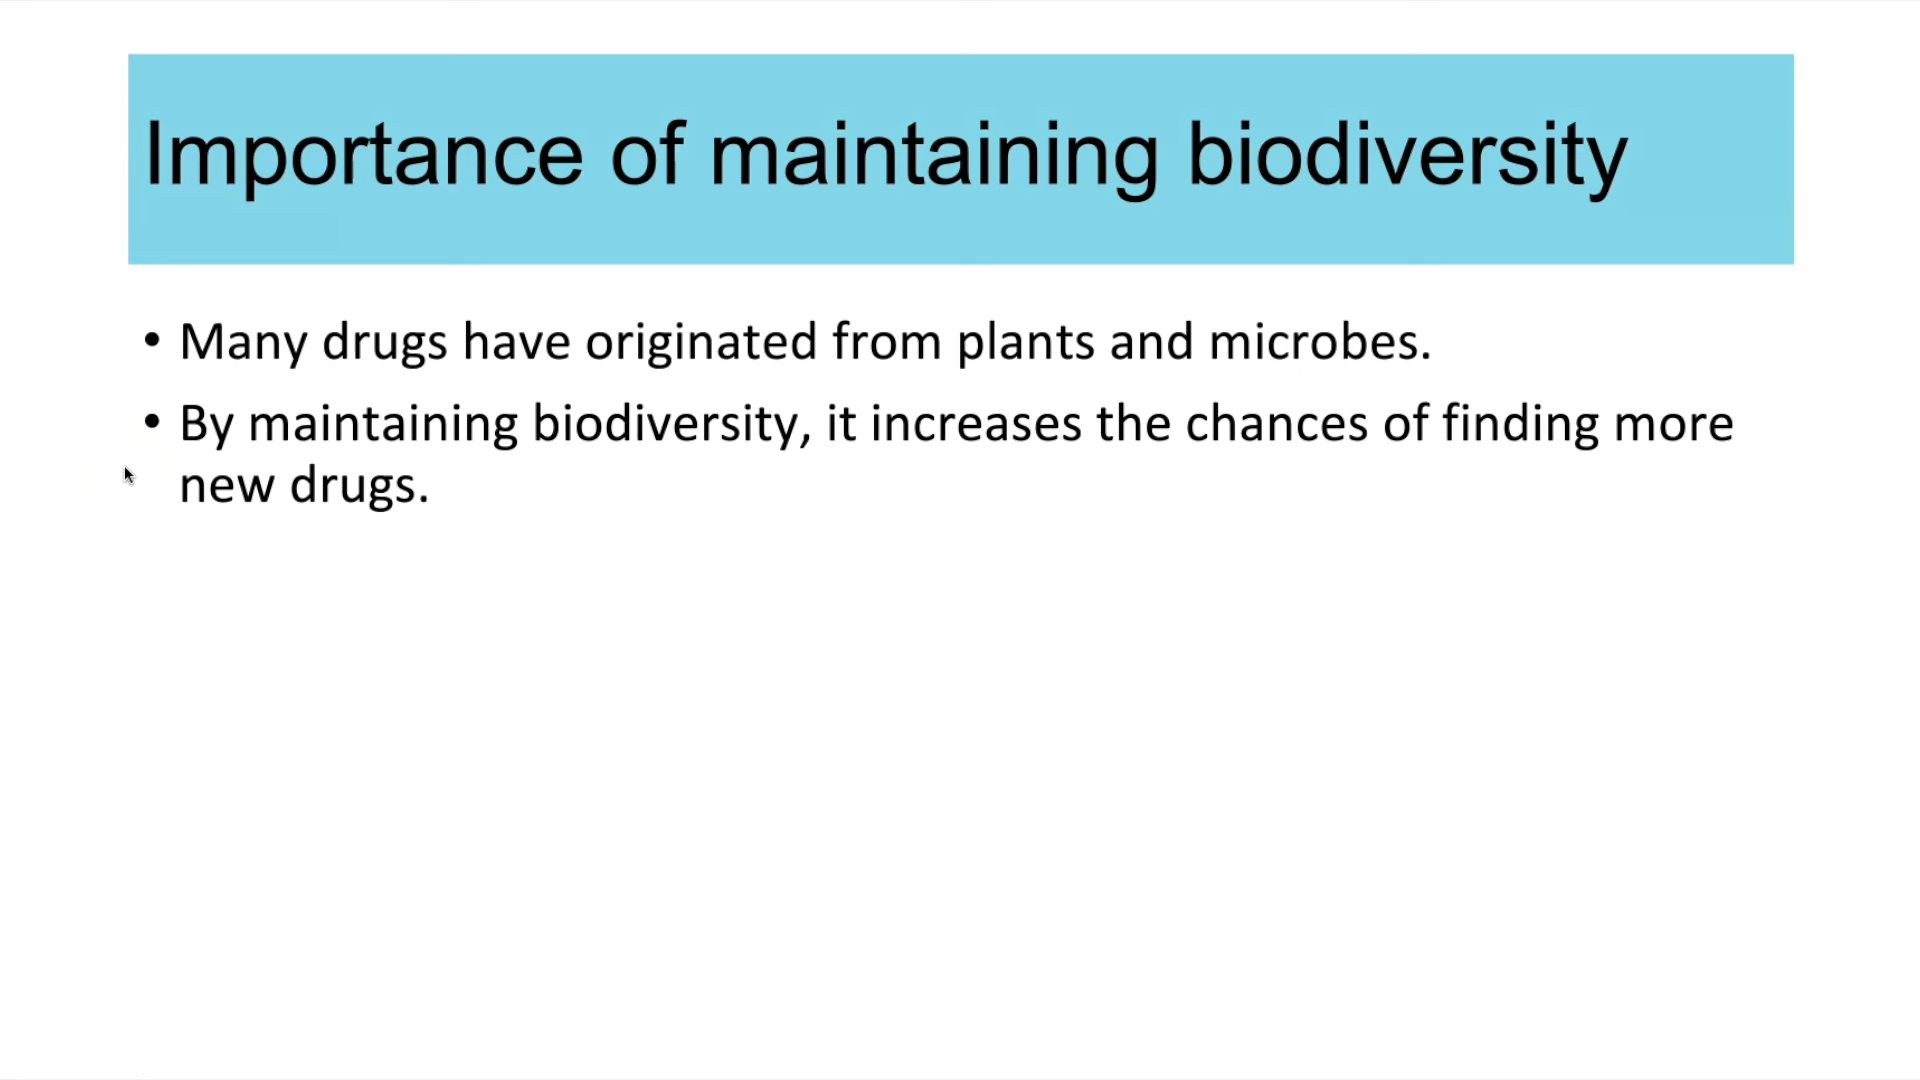 Importance of maintaining biodiversity
• Many drugs have originated from plants and microbes.
• By maintaining biodiversity, it increases the chances of finding more
new drugs.